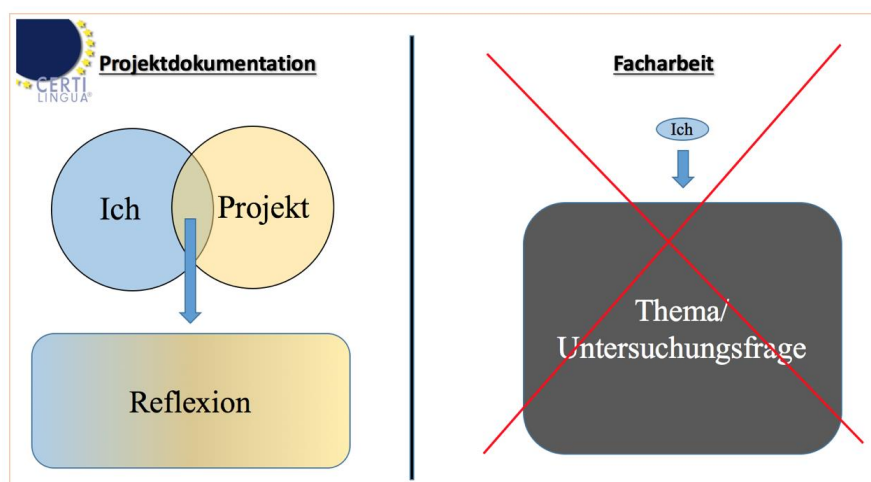 CERTI
LINGUA®
Projektdokumentation
Ich
Projekt
Reflexion
Facharbeit
Ich
Thema/
Untersuchungsfrage